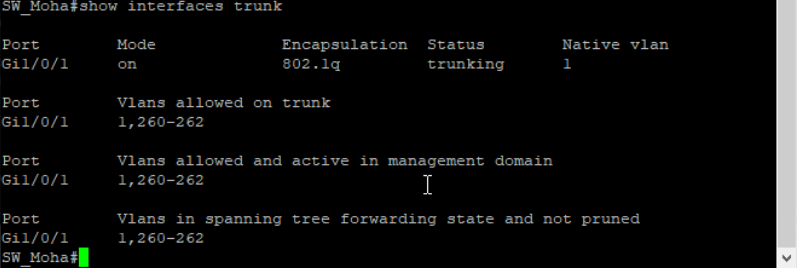 SW_Moha#show interfaces trunk
Port Mode Encapsulation Status Native vlan
Gi1/0/1 on 802.1q trunking 1
Port Vlans allowed on trunk
Gi1/0/1 1,260-262
Port Vlans allowed and active in management domain
Gi1/0/1 1,260-262
Port Vlans in spanning tree forwarding state and not pruned
Gi1/0/1 1,260-262
SW_Moha#